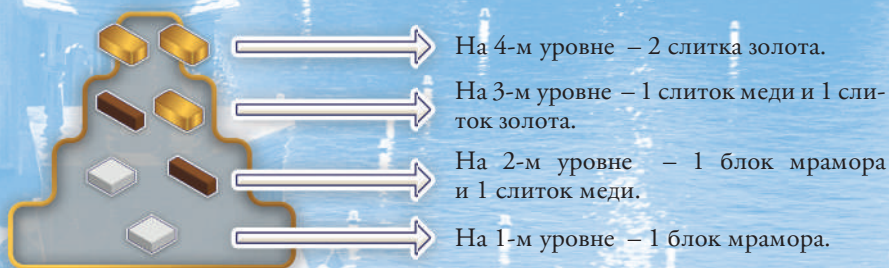 На 4-м уровне – 2 слитка золота.
На 3-м уровне – 1 слиток меди и 1 сли-
ток золота.
На 2-м уровне – 1 блок мрамора
и 1 слиток меди.
На 1-м уровне – 1 блок мрамора.